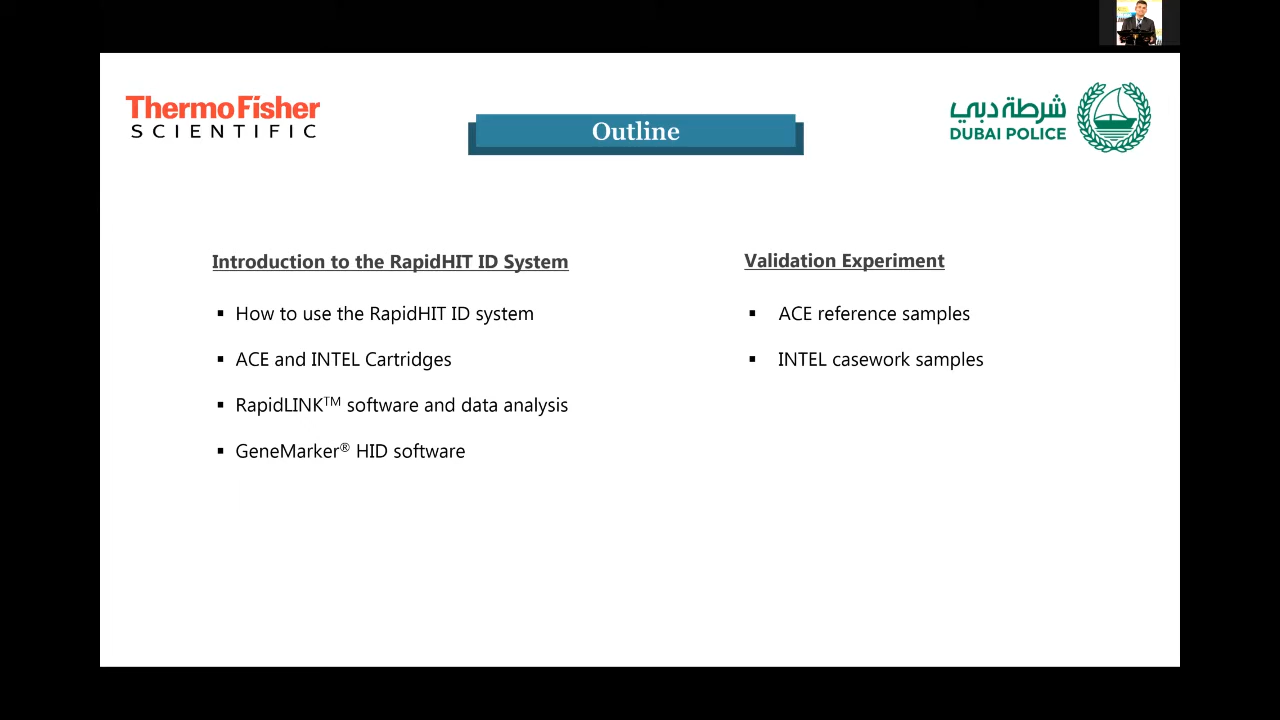 ThermoFisher
SCIENTIFIC
Outline
شرطة دبي
DUBAI POLICE
Introduction to the RapidHIT ID System
▪ How to use the RapidHIT ID system
▪ ACE and INTEL Cartridges
▪ RapidLINK™ software and data analysis
▪ GeneMarker® HID software
Validation Experiment
▪ ACE reference samples
▪ INTEL casework samples